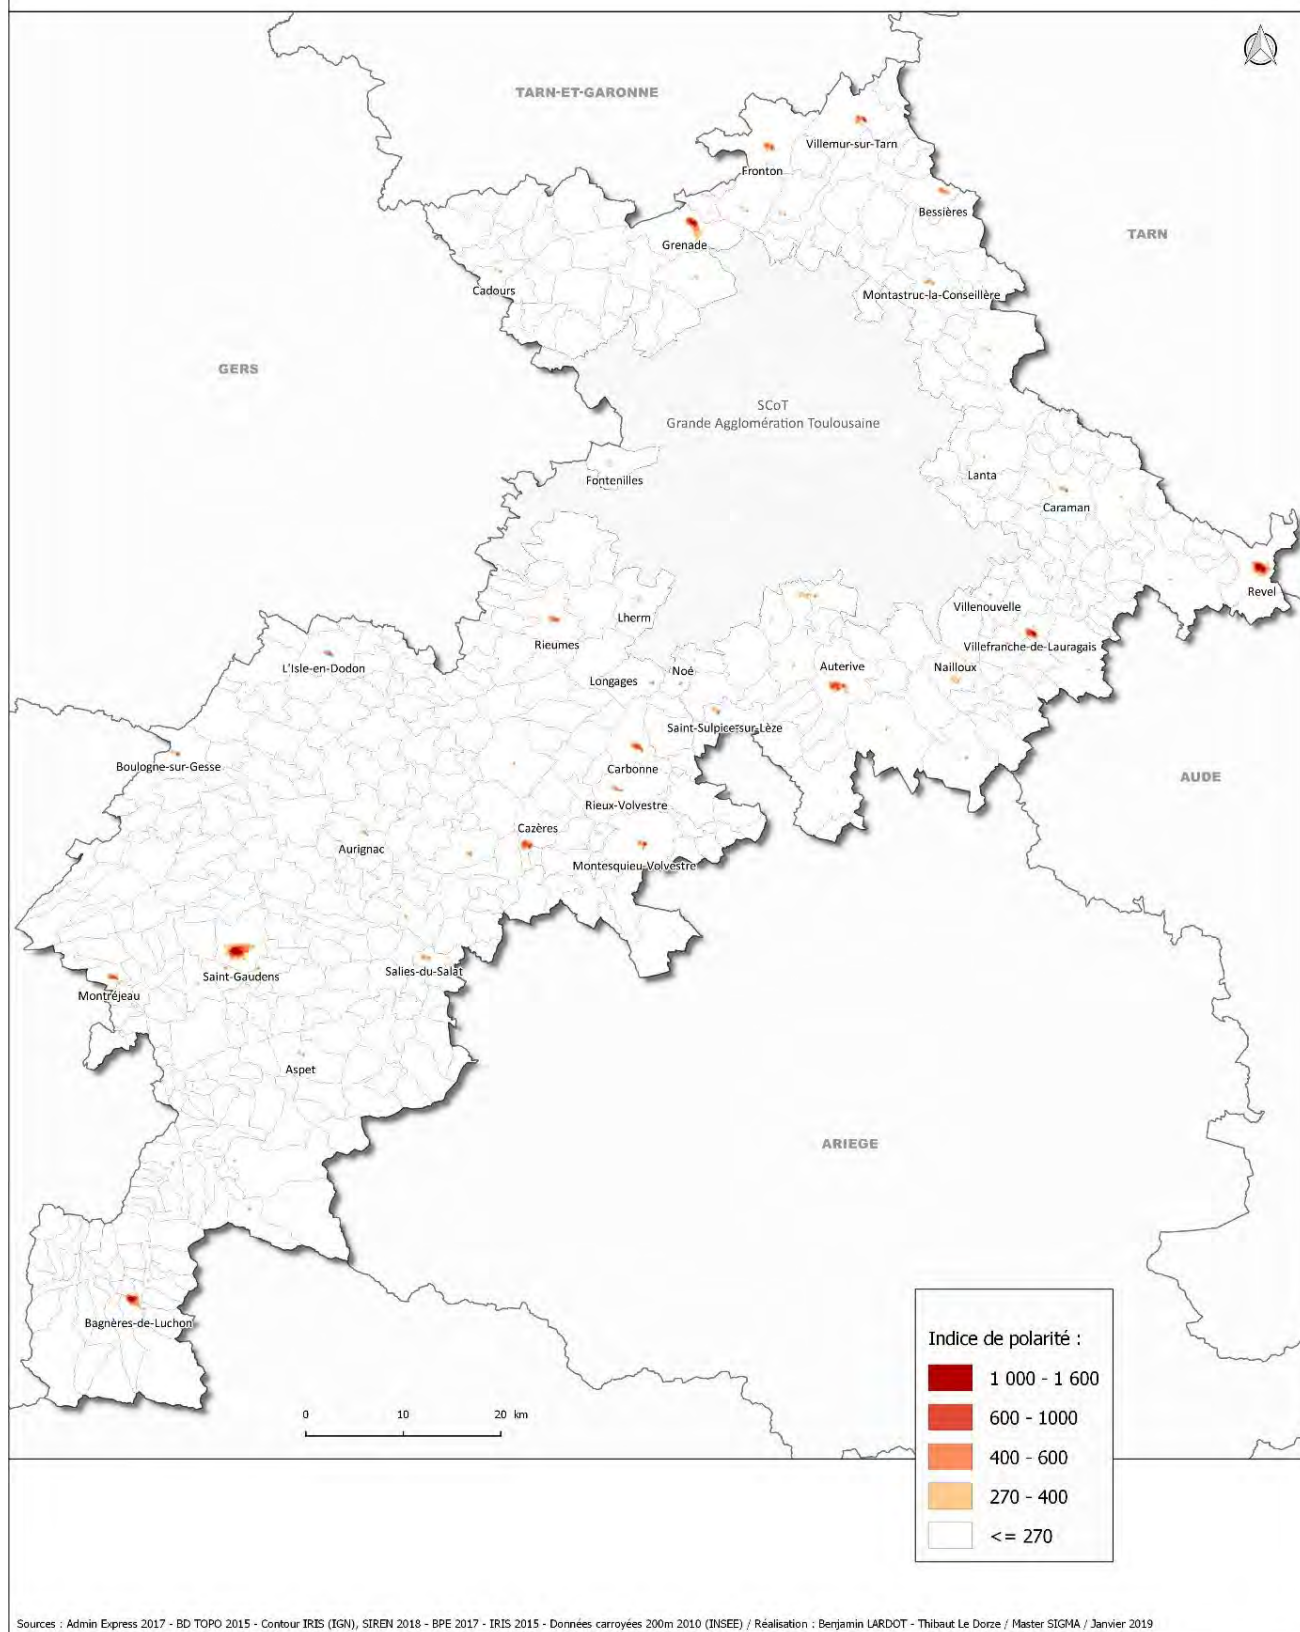 TARN-ET-GARONNE
Villemur-sur-Tarn
Fronton
Bessières
TARN
Grenade
Cadours
Montastruc-la-Conseillère
GERS
SCoT
Grande Agglomération Toulousaine
Fontenilles
Lanta
Caraman
Revel
Villenouvelle
Lherm
Rieumes
Villefranche-de-Lauragais
L'Isle-en-Dodon
Auterive
Nailloux
Noé
Longages
Saint-Sulpice-sur-Lèze
Boulogne-sur-Gesse
Carbonne
AUDE
Rieux-Volvestre
Cazères
Aurignac
Montesquieu-Volvestre
Saint-Gaudens
Salies-du-Salat
Montréjeau
Aspet
ARIEGE
Bagnères-de-Luchon
Indice de polarité :
1 000 - 1 600
600 - 1000
400 - 600
270 - 400
<= 270
0 10 20 km
Sources : Admin Express 2017 - BD TOPO 2015 - Contour IRIS (IGN), SIREN 2018 - BPE 2017 - IRIS 2015 - Données carroyées 200m 2010 (INSEE) / Réalisation : Benjamin LARDOT - Thibaut Le Dorze / Master SIGMA / Janvier 2019